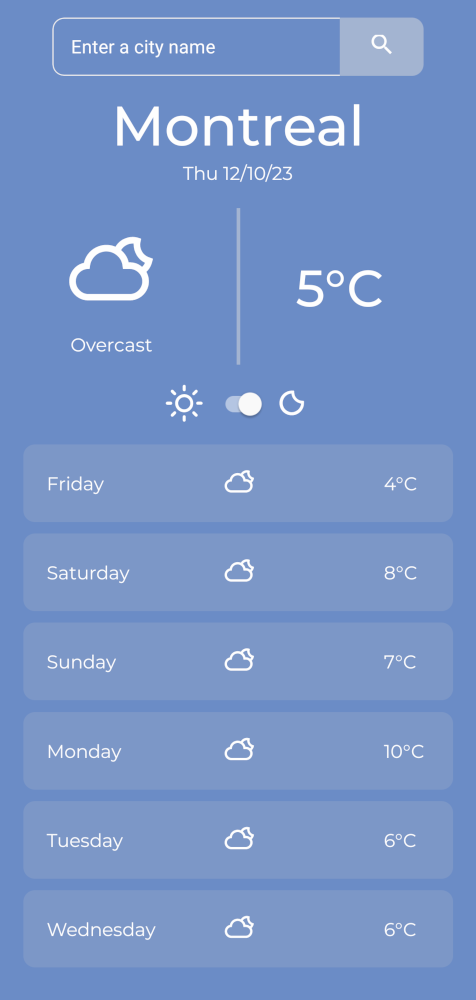 Enter a city name
Montreal
Thu 12/10/23
5°C
Overcast
Friday 4°C
Saturday 8°C
Sunday 7°C
Monday 10°C
Tuesday 6°C
Wednesday 6°C